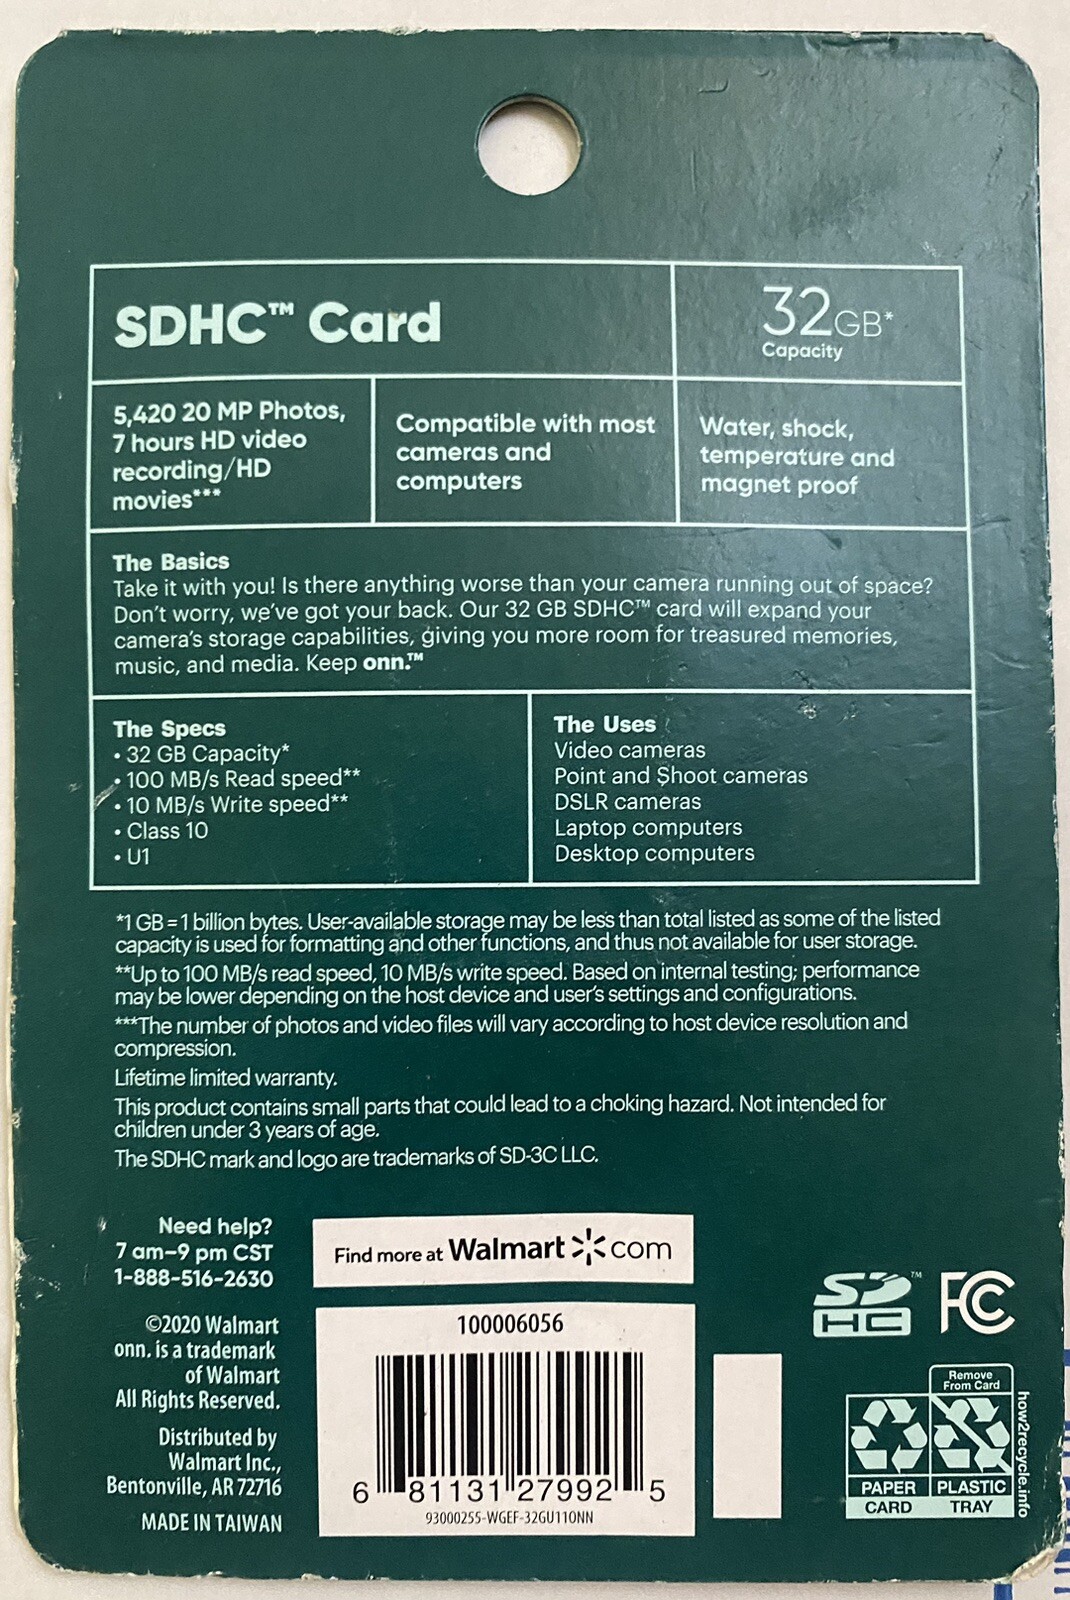 SDHC™ Card
32GB*
Capacity
5,420 20 MP Photos,
7 hours HD video
recording/HD
movies***
Compatible with most
cameras and
computers
Water, shock,
temperature and
magnet proof
The Basics
Take it with you! Is there anything worse than your camera running out of space?
Don't worry, we've got your back. Our 32 GB SDHC™ card will expand your
camera's storage capabilities, giving you more room for treasured memories,
music, and media. Keep onn.™
The Specs
• 32 GB Capacity*
• 100 MB/s Read speed**
• 10 MB/s Write speed**
• Class 10
• U1
The Uses
Video cameras
Point and Shoot cameras
DSLR cameras
Laptop computers
Desktop computers
*1 GB = 1 billion bytes. User-available storage may be less than total listed as some of the listed
capacity is used for formatting and other functions, and thus not available for user storage.
**Up to 100 MB/s read speed, 10 MB/s write speed. Based on internal testing; performance
may be lower depending on the host device and user's settings and configurations.
***The number of photos and video files will vary according to host device resolution and
compression.
Lifetime limited warranty.
This product contains small parts that could lead to a choking hazard. Not intended for
children under 3 years of age.
The SDHC mark and logo are trademarks of SD-3C LLC.
Need help?
7 am–9 pm CST
1-888-516-2630
©2020 Walmart
onn. is a trademark
of Walmart
All Rights Reserved.
Distributed by
Walmart Inc.,
Bentonville, AR 72716
MADE IN TAIWAN
Find more at Walmart com
100006056
6 81131 27992 5
93000255-WGEF-32GU110NN
SD™
HC
FC
Remove
From Card
PAPER
CARD
PLASTIC
TRAY
how2recycle.info